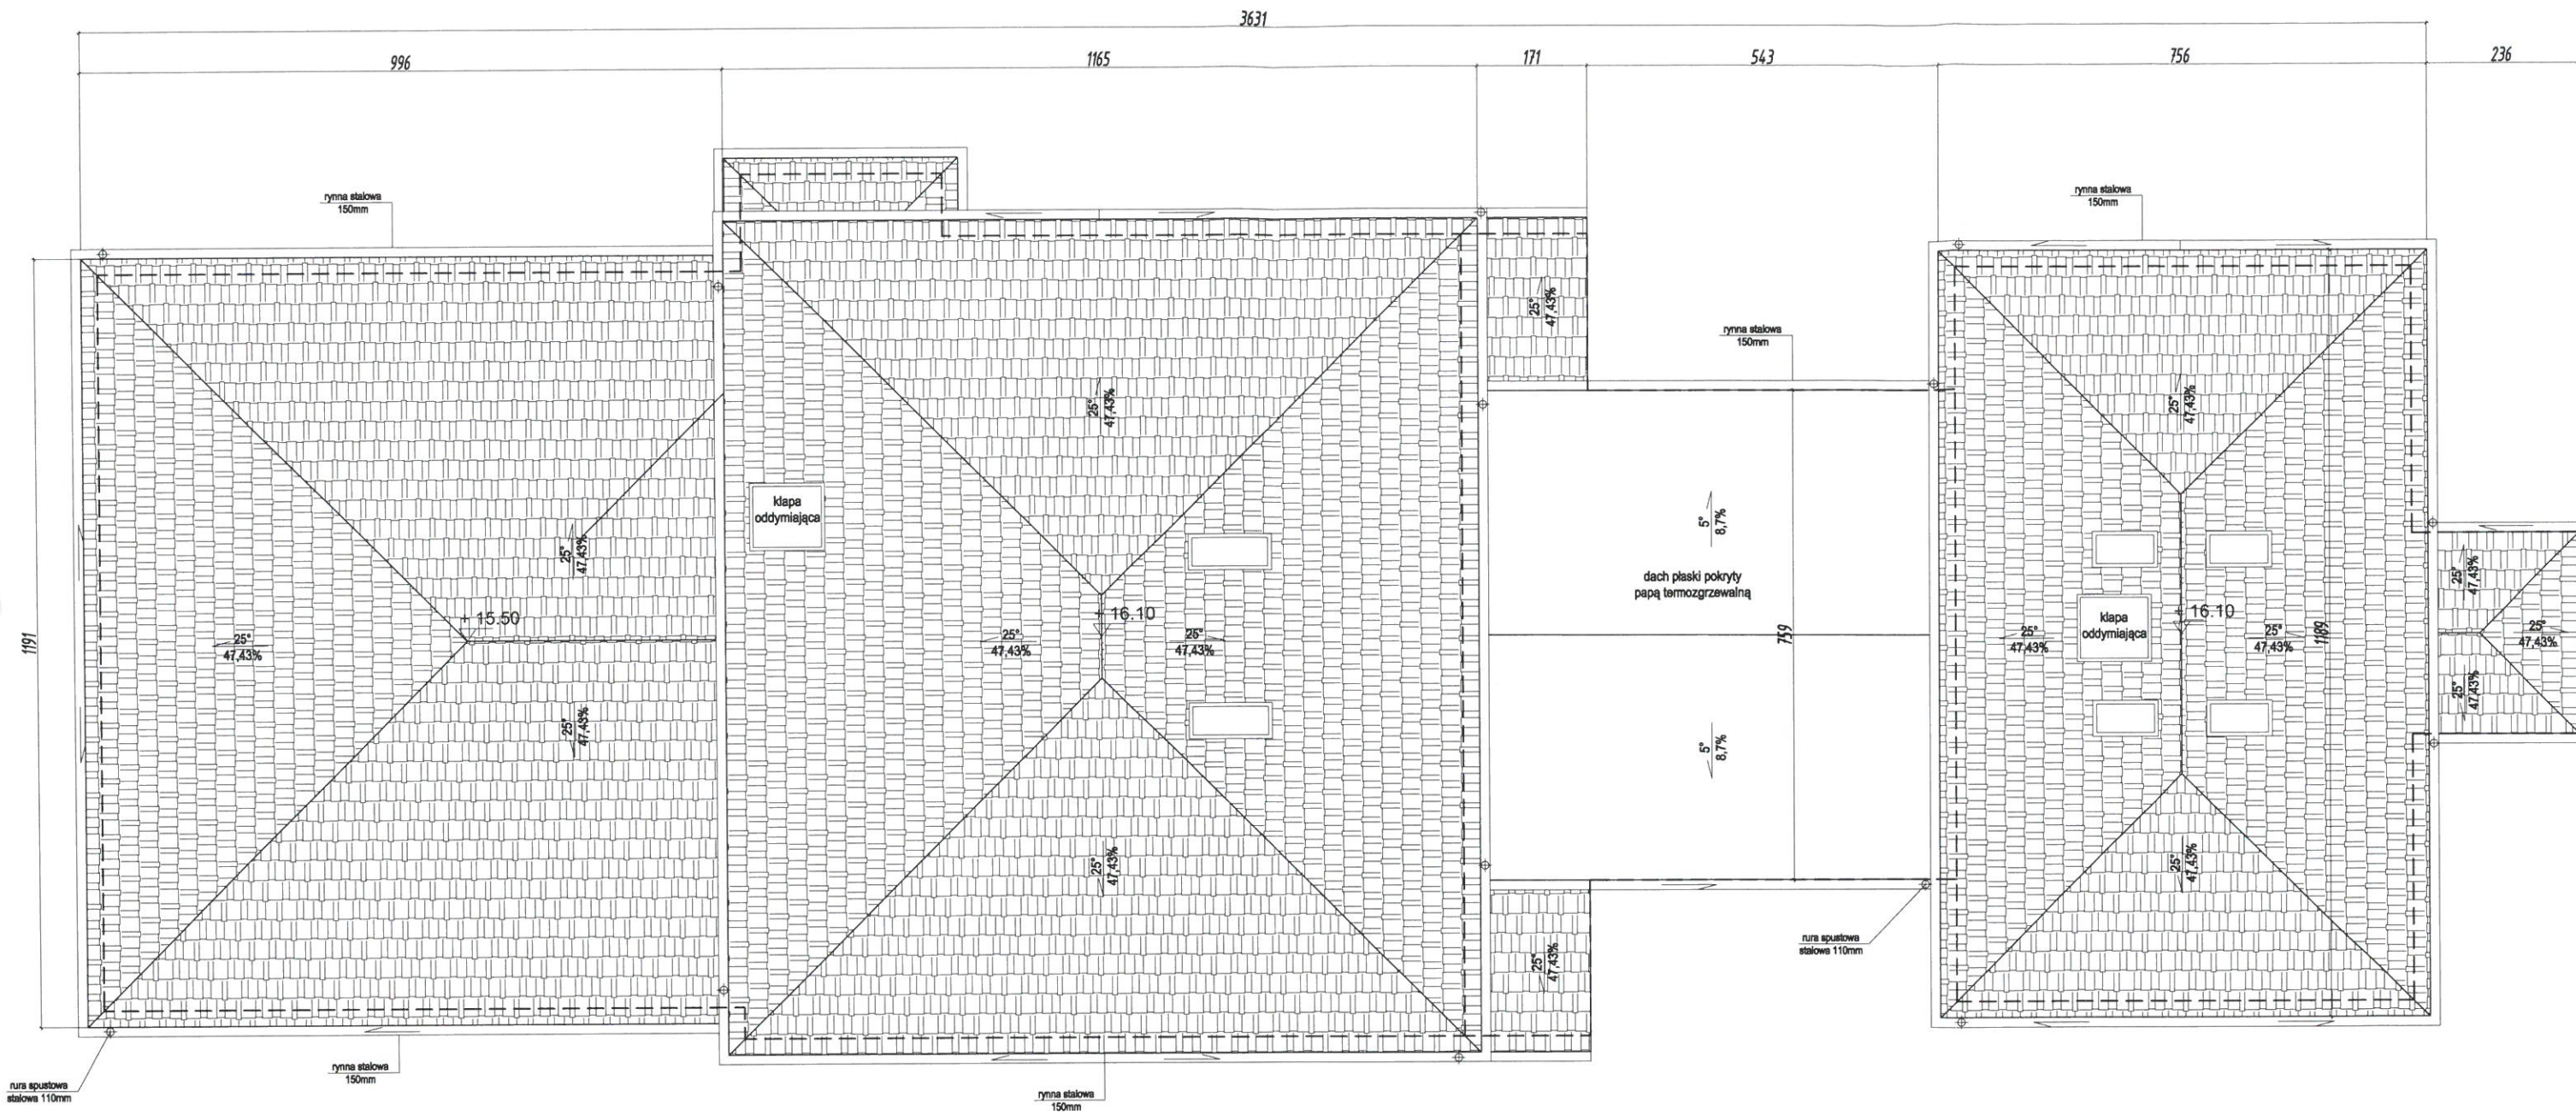 3631
996
1165
171
543
756
236
rynna stalowa
150mm
rynna stalowa
150mm
rynna stalowa
150mm
25°
47,43%
25°
47,43%
25°
47,43%
klapa
oddymiająca
5°
8,7%
25°
47,43%
25°
47,43%
dach płaski pokryty
papą termozgrzewalną
+ 15.50
16.10
16.10
klapa
oddymiająca
1191
25°
47,43%
25°
47,43%
25°
47,43%
759
25°
47,43%
25°
47,43%
1189
25°
47,43%
25°
47,43%
25°
47,43%
5°
8,7%
25°
47,43%
25°
47,43%
25°
47,43%
rura spustowa
stalowa 110mm
rynna stalowa
150mm
rura spustowa
stalowa 110mm
rynna stalowa
150mm